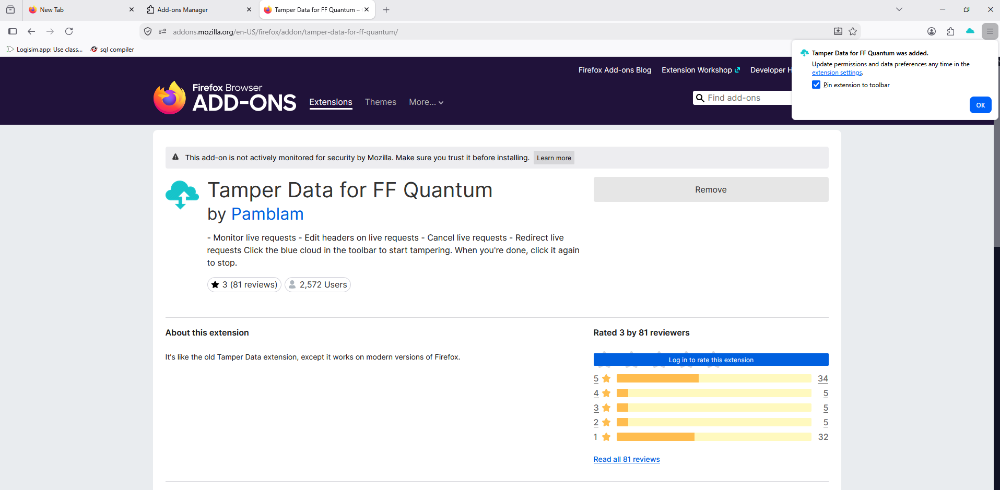 New Tab
Add-ons Manager
Tamper Data for FF Quantum –
addons.mozilla.org/en-US/firefox/addon/tamper-data-for-ff-quantum/
Logisim.app: Use class...
sql compiler
Tamper Data for FF Quantum was added.
Update permissions and data preferences any time in the
extension settings.
Pin extension to toolbar
OK
Firefox Add-ons Blog
Extension Workshop
Developer H
Firefox Browser
ADD-ONS
Extensions
Themes
More...
Find add-ons
This add-on is not actively monitored for security by Mozilla. Make sure you trust it before installing.
Learn more
Tamper Data for FF Quantum
by Pamblam
Remove
- Monitor live requests - Edit headers on live requests - Cancel live requests - Redirect live
requests Click the blue cloud in the toolbar to start tampering. When you're done, click it again
to stop.
3 (81 reviews)
2,572 Users
About this extension
It's like the old Tamper Data extension, except it works on modern versions of Firefox.
Rated 3 by 81 reviewers
Log in to rate this extension
5 34
4 5
3 5
2 5
1 32
Read all 81 reviews